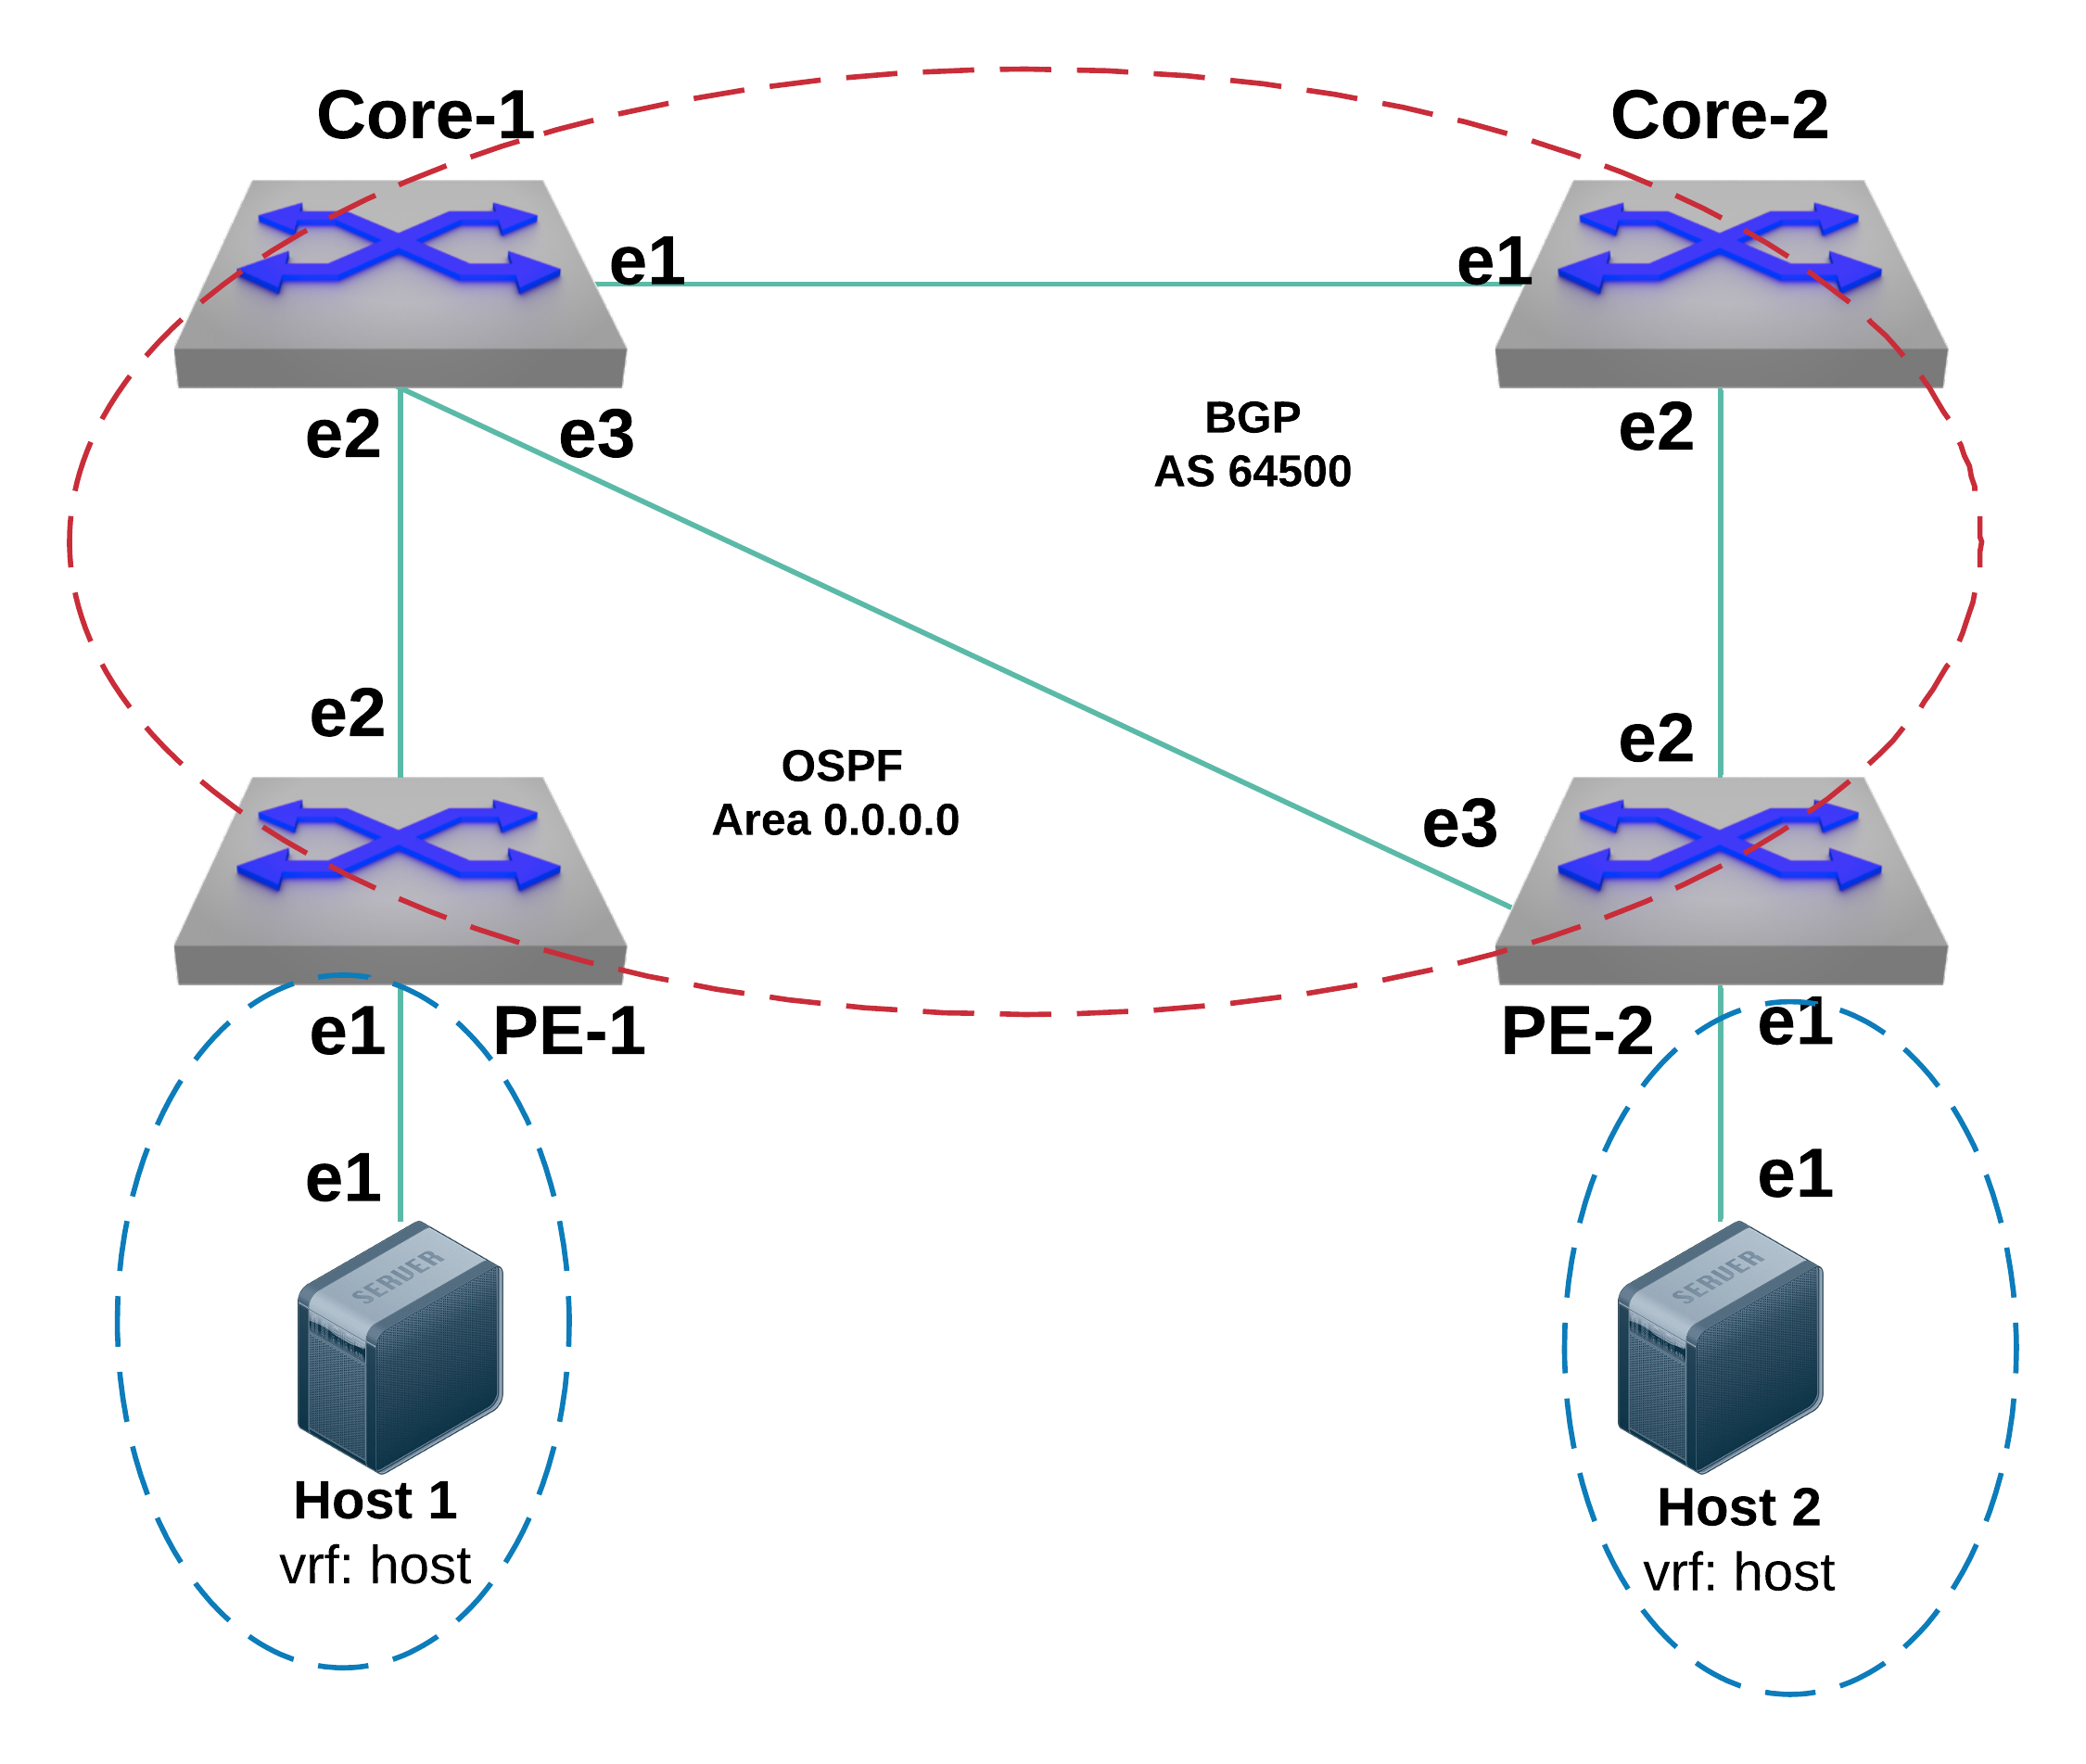 Core-1
Core-2
e1
e1
e2
e3
BGP
AS 64500
e2
e2
e2
OSPF
Area 0.0.0.0
e3
e1
PE-1
PE-2
e1
e1
e1
SERVER
SERVER
Host 1
vrf: host
Host 2
vrf: host